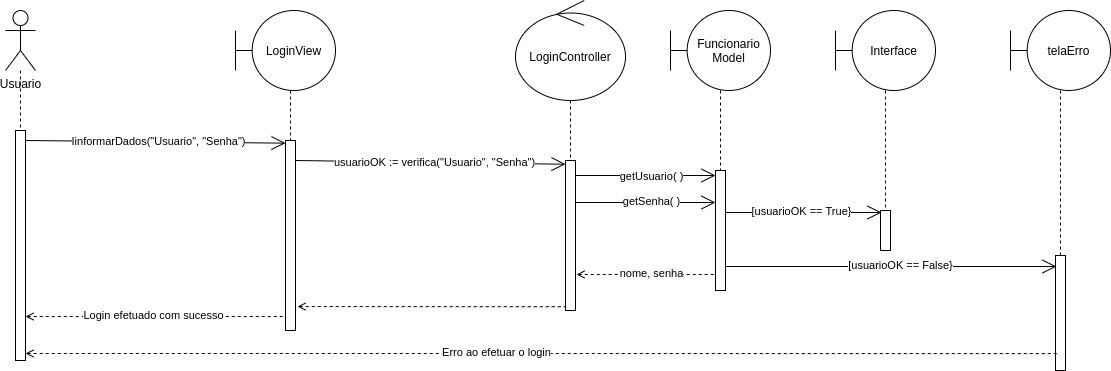 Usuario
LoginView
LoginController
Funcionario
Model
Interface
telaErro
IinformarDados("Usuario", "Senha")
usuarioOK := verifica("Usuario", "Senha")
getUsuario( )
getSenha( )
{usuarioOK == True}
{usuarioOK == False}
nome, senha
Login efetuado com sucesso
Erro ao efetuar o login